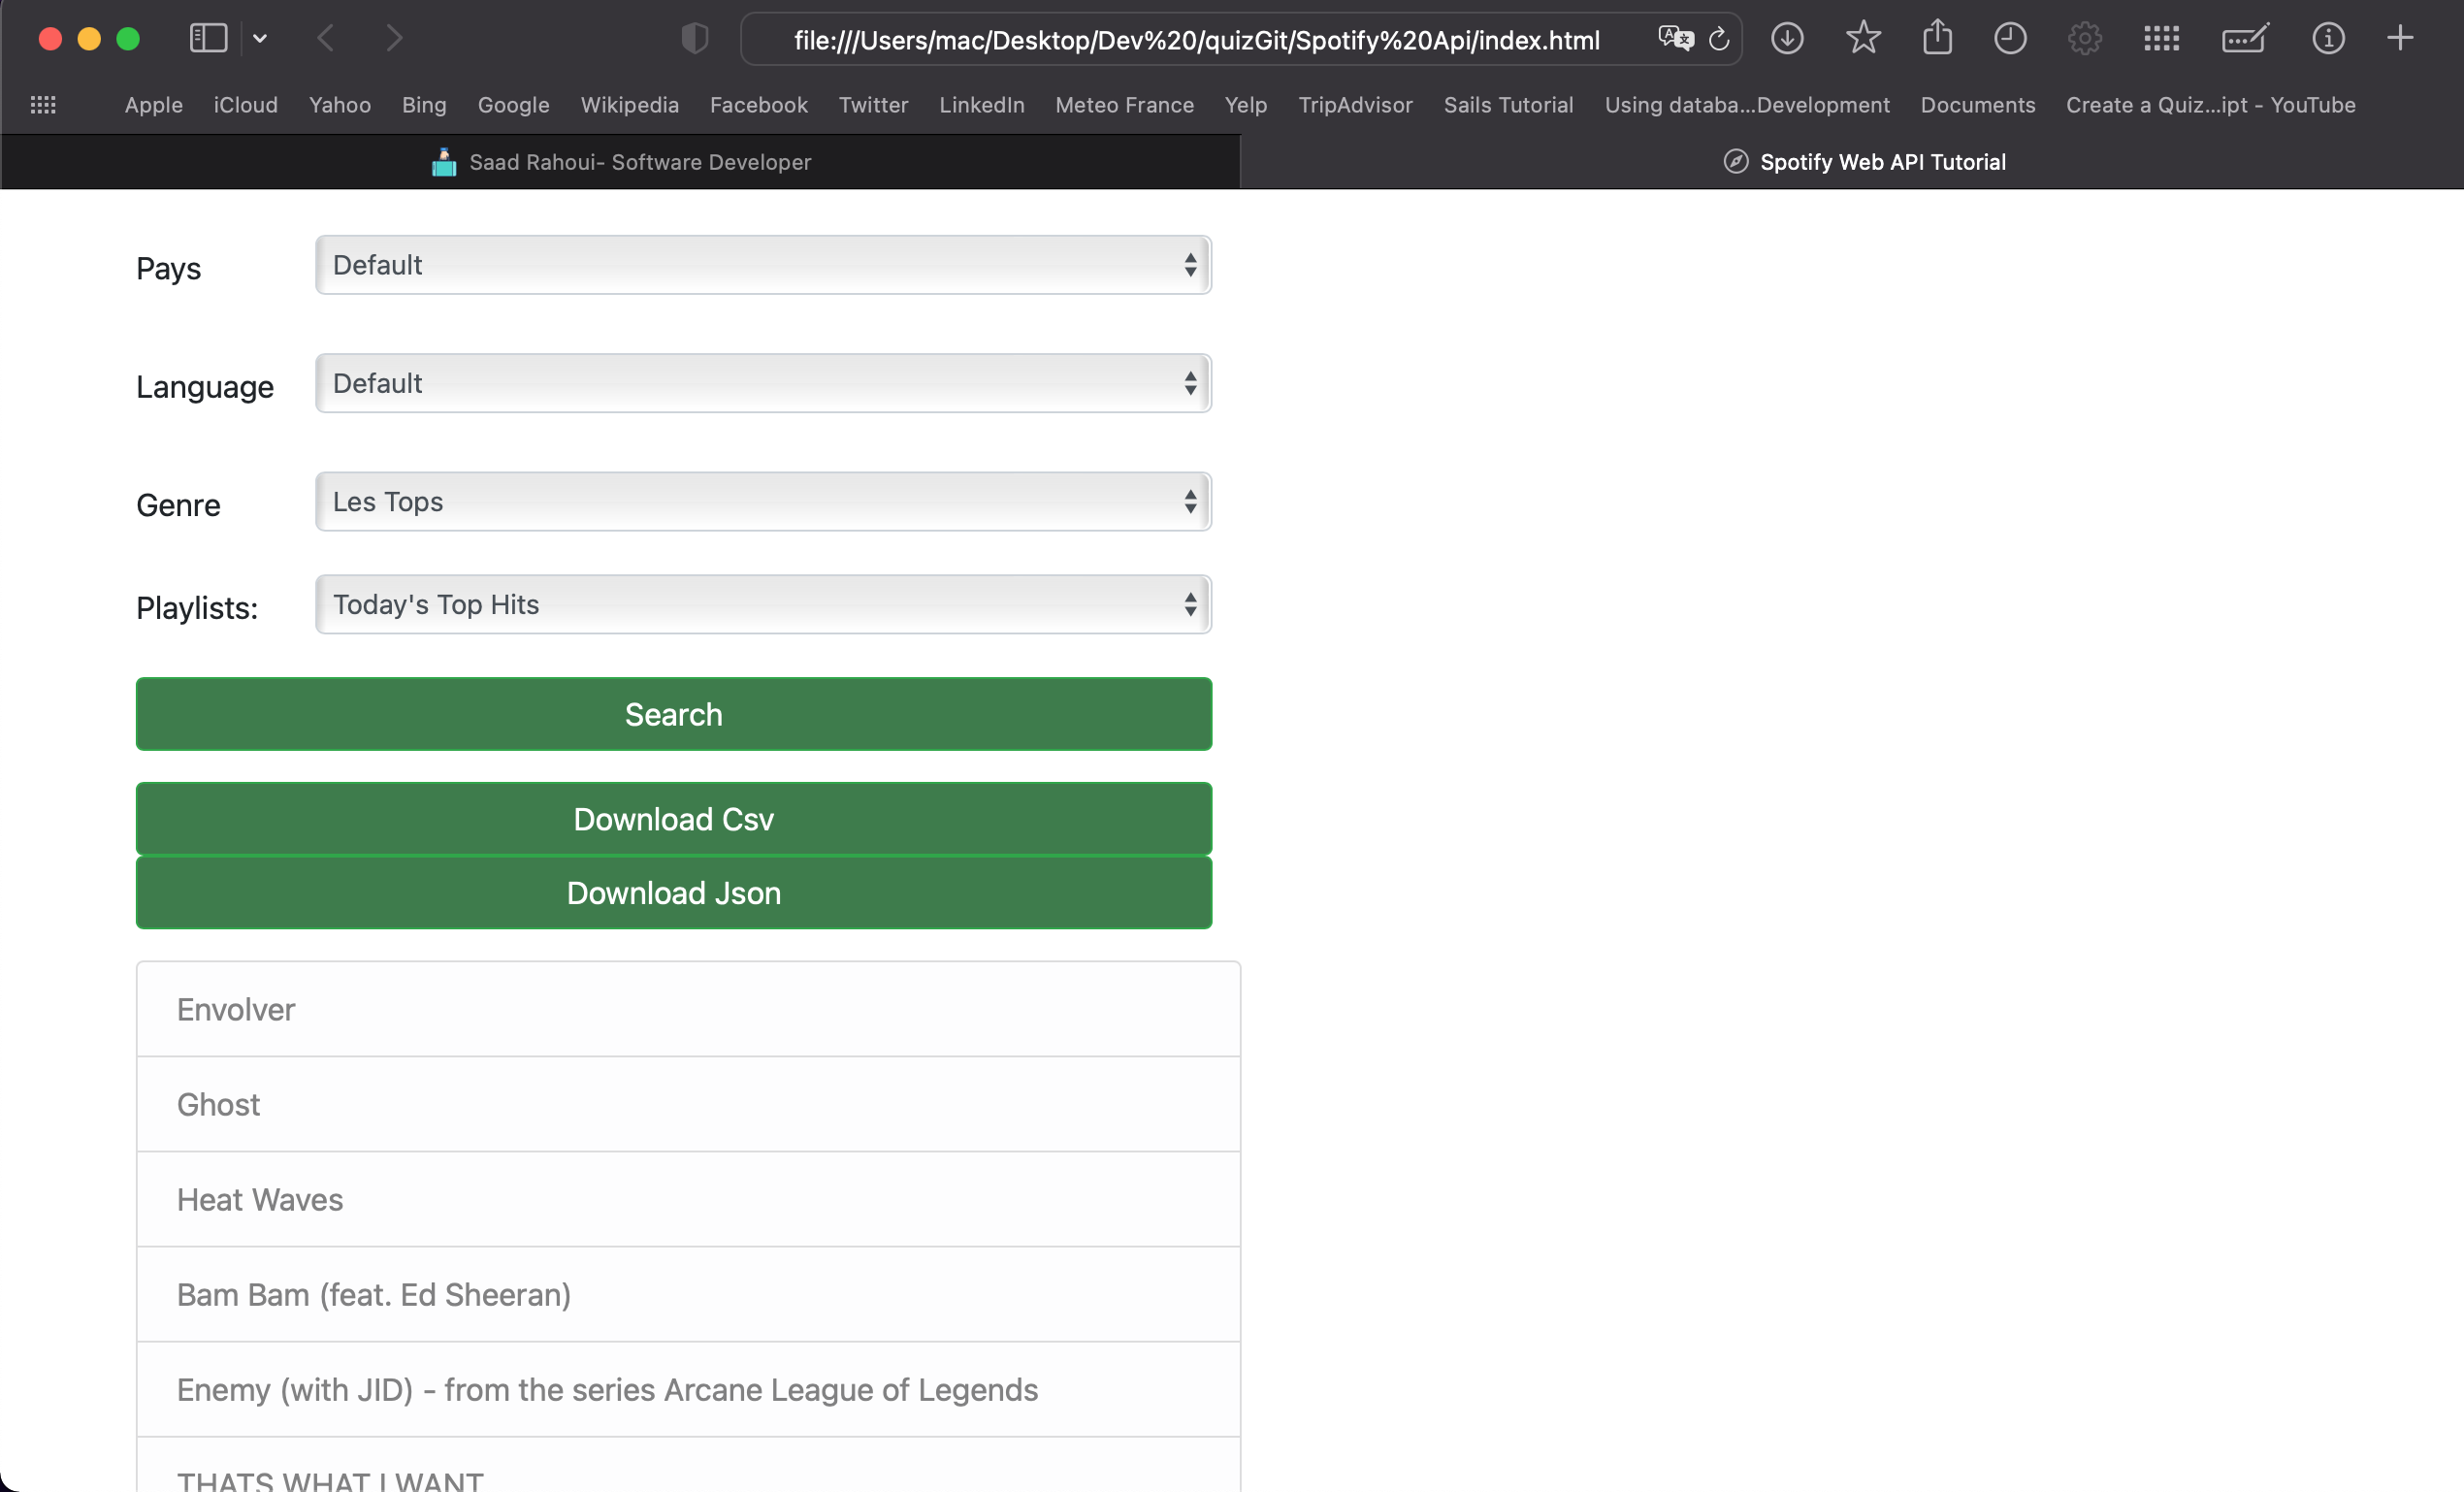 file:///Users/mac/Desktop/Dev%20/quizGit/Spotify%20Api/index.html
Apple iCloud Yahoo Bing Google Wikipedia Facebook Twitter LinkedIn Meteo France Yelp TripAdvisor Sails Tutorial Using databa...Development Documents Create a Quiz...ipt - YouTube
Saad Rahoui- Software Developer Spotify Web API Tutorial
Pays Default
Language Default
Genre Les Tops
Playlists: Today's Top Hits
Search
Download Csv
Download Json
Envolver
Ghost
Heat Waves
Bam Bam (feat. Ed Sheeran)
Enemy (with JID) - from the series Arcane League of Legends
THATS WHAT I WANT